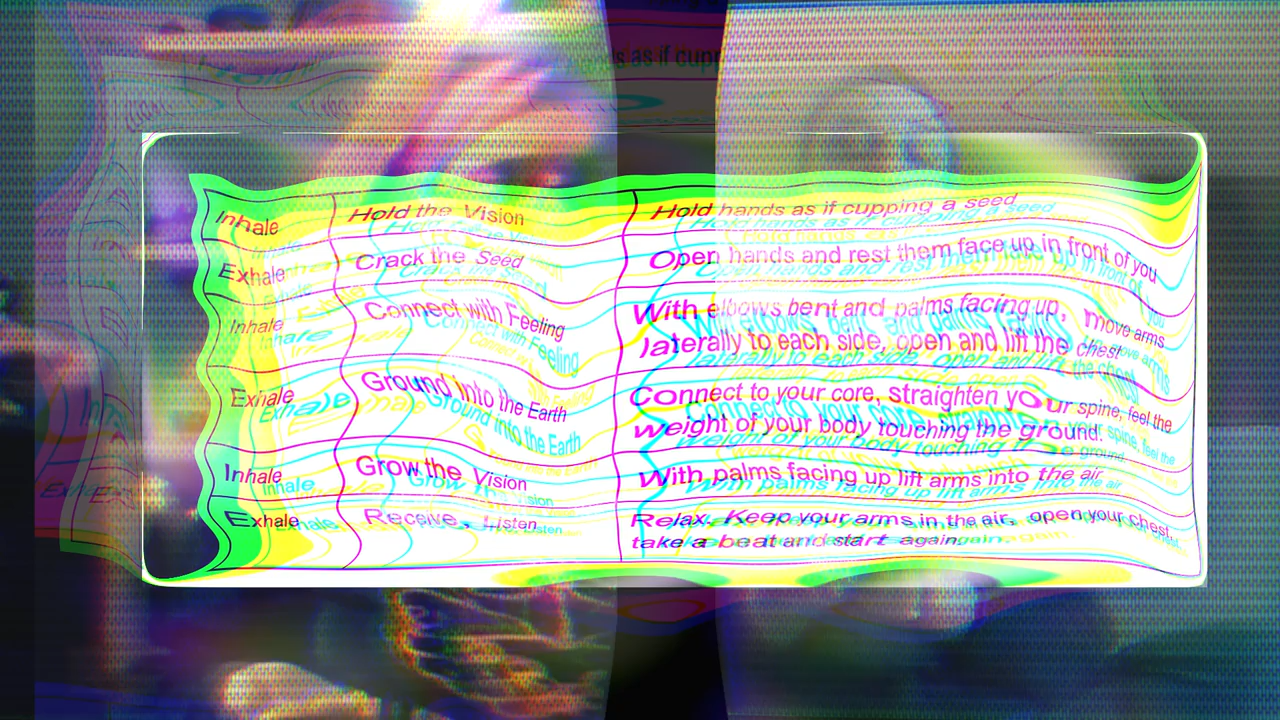 s as if cupp
Inhale Hold the Vision Hold hands as if cupping a seed
Exhale Crack the Seed Open hands and rest them face up in front of you
Inhale Connect with Feeling With elbows bent and palms facing up, move arms
laterally to each side, open and lift the chest
Exhale Ground into the Earth Connect to your core, straighten your spine, feel the
weight of your body touching the ground.
Inhale Grow the Vision With palms facing up lift arms into the air
Exhale Receive, Listen Relax. Keep your arms in the air, open your chest,
take a beat and start again.